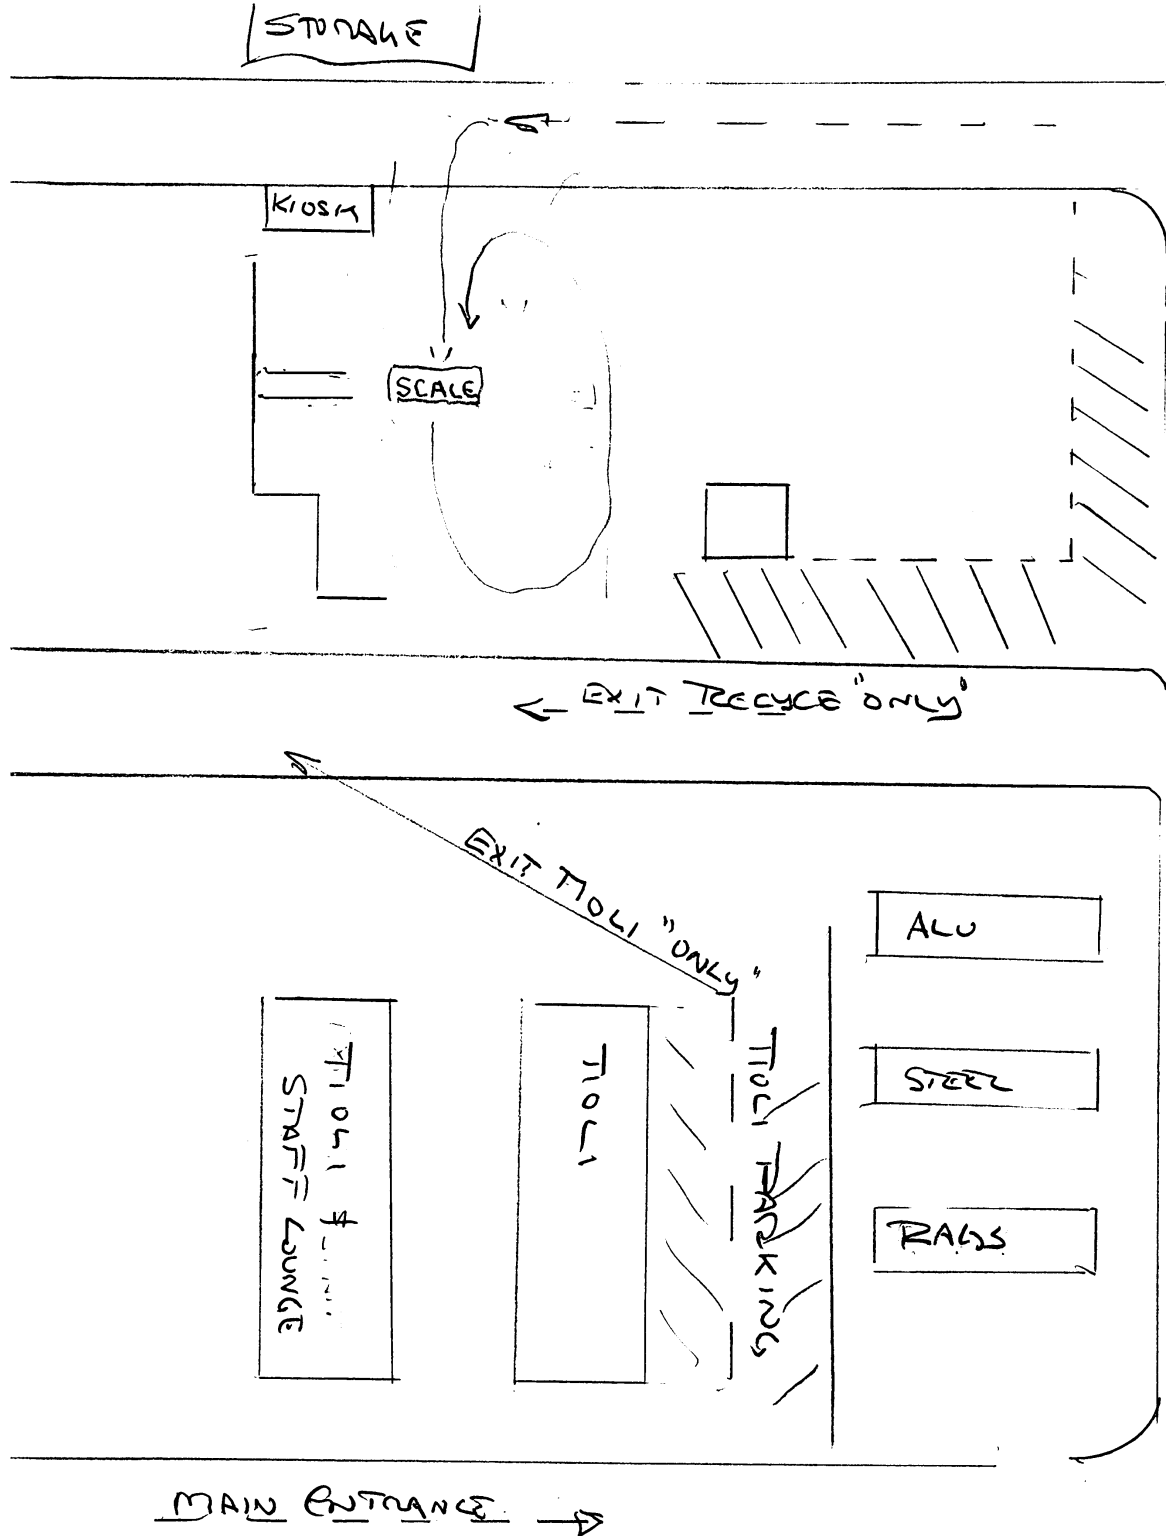 STORAGE
KIOSK
SCALE
← EXIT RECYCE "ONLY"
EXIT TIOLI "ONLY"
ALU
STEEL
RAGS
TIOLI PARKING
TIOLI
TIOLI $
STAFF LOUNGE
MAIN ENTRANCE →